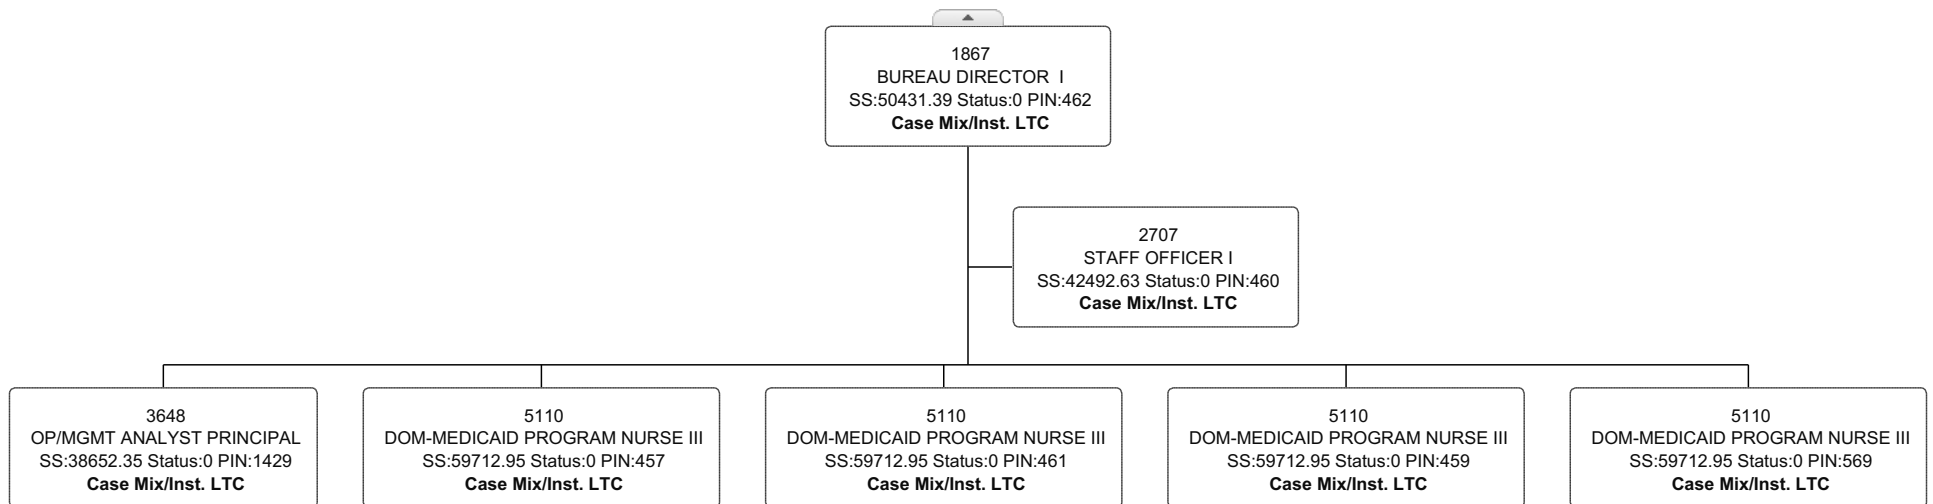 1867
BUREAU DIRECTOR I
SS:50431.39 Status:0 PIN:462
Case Mix/Inst. LTC
2707
STAFF OFFICER I
SS:42492.63 Status:0 PIN:460
Case Mix/Inst. LTC
3648
OP/MGMT ANALYST PRINCIPAL
SS:38652.35 Status:0 PIN:1429
Case Mix/Inst. LTC
5110
DOM-MEDICAID PROGRAM NURSE III
SS:59712.95 Status:0 PIN:457
Case Mix/Inst. LTC
5110
DOM-MEDICAID PROGRAM NURSE III
SS:59712.95 Status:0 PIN:461
Case Mix/Inst. LTC
5110
DOM-MEDICAID PROGRAM NURSE III
SS:59712.95 Status:0 PIN:459
Case Mix/Inst. LTC
5110
DOM-MEDICAID PROGRAM NURSE III
SS:59712.95 Status:0 PIN:569
Case Mix/Inst. LTC